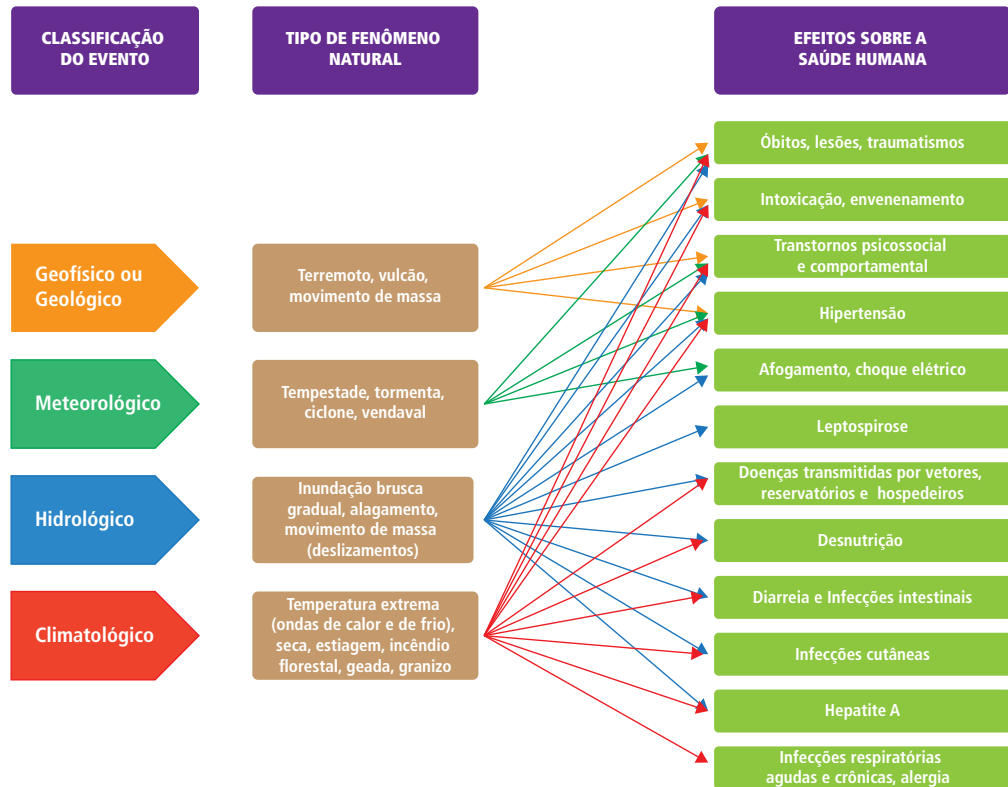 CLASSIFICAÇÃO
DO EVENTO
TIPO DE FENÔMENO
NATURAL
EFEITOS SOBRE A
SAÚDE HUMANA
Geofísico ou
Geológico
Meteorológico
Hidrológico
Climatológico
Terremoto, vulcão,
movimento de massa
Tempestade, tormenta,
ciclone, vendaval
Inundação brusca
gradual, alagamento,
movimento de massa
(deslizamentos)
Temperatura extrema
(ondas de calor e de frio),
seca, estiagem, incêndio
florestal, geada, granizo
Óbitos, lesões, traumatismos
Intoxicação, envenenamento
Transtornos psicossocial
e comportamental
Hipertensão
Afogamento, choque elétrico
Leptospirose
Doenças transmitidas por vetores,
reservatórios e hospedeiros
Desnutrição
Diarreia e Infecções intestinais
Infecções cutâneas
Hepatite A
Infecções respiratórias
agudas e crônicas, alergia